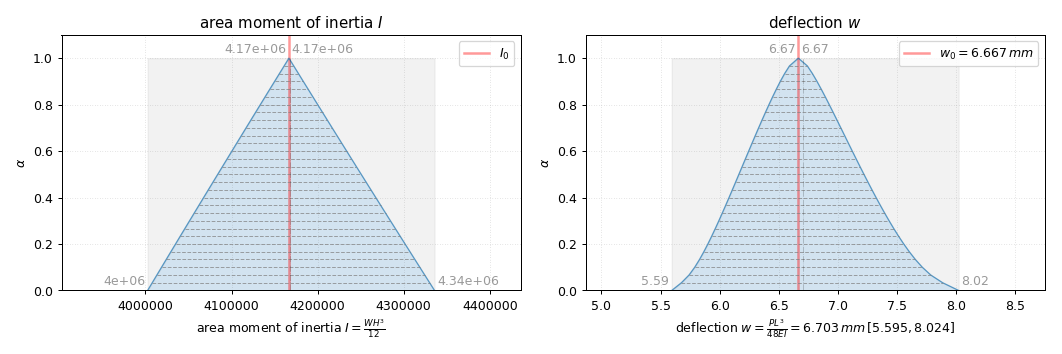 area moment of inertia I
4.17e+06 4.17e+06
I₀
1.0
0.8
0.6
0.4
0.2
0.0
α
4e+06
4.34e+06
4000000 4100000 4200000 4300000 4400000
area moment of inertia I = WH³/12
deflection w
6.67 6.67
w₀ = 6.667 mm
1.0
0.8
0.6
0.4
0.2
0.0
α
5.59
8.02
5.0 5.5 6.0 6.5 7.0 7.5 8.0 8.5
deflection w = PL³/48EI = 6.703 mm [5.595, 8.024]